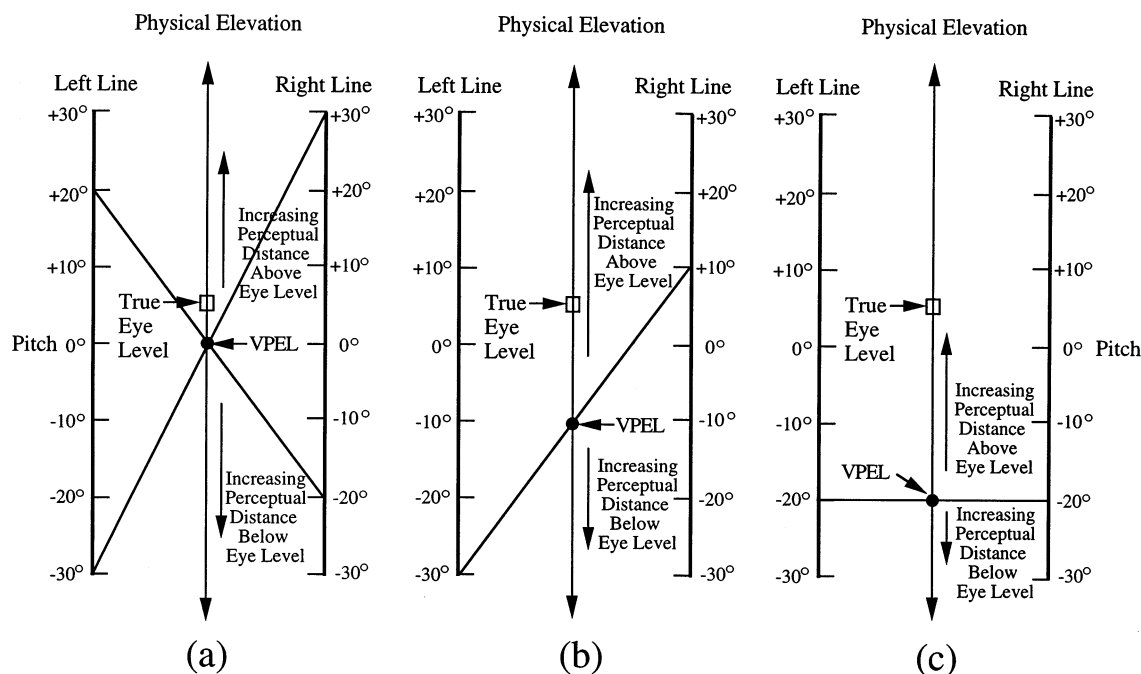 Physical Elevation
Left Line
Right Line
+30°
+20°
+10°
Pitch 0°
-10°
-20°
-30°
+30°
+20°
+10°
0°
-10°
-20°
-30°
Increasing
Perceptual
Distance
Above
Eye Level
True
Eye
Level
VPEL
Increasing
Perceptual
Distance
Below
Eye Level
(a)
Physical Elevation
Left Line
Right Line
+30°
+20°
+10°
0°
-10°
-20°
-30°
+30°
+20°
+10°
0°
-10°
-20°
-30°
Increasing
Perceptual
Distance
Above
Eye Level
True
Eye
Level
VPEL
Increasing
Perceptual
Distance
Below
Eye Level
(b)
Physical Elevation
Left Line
Right Line
+30°
+20°
+10°
0°
-10°
-20°
-30°
+30°
+20°
+10°
0° Pitch
-10°
-20°
-30°
True
Eye
Level
Increasing
Perceptual
Distance
Above
Eye Level
VPEL
Increasing
Perceptual
Distance
Below
Eye Level
(c)